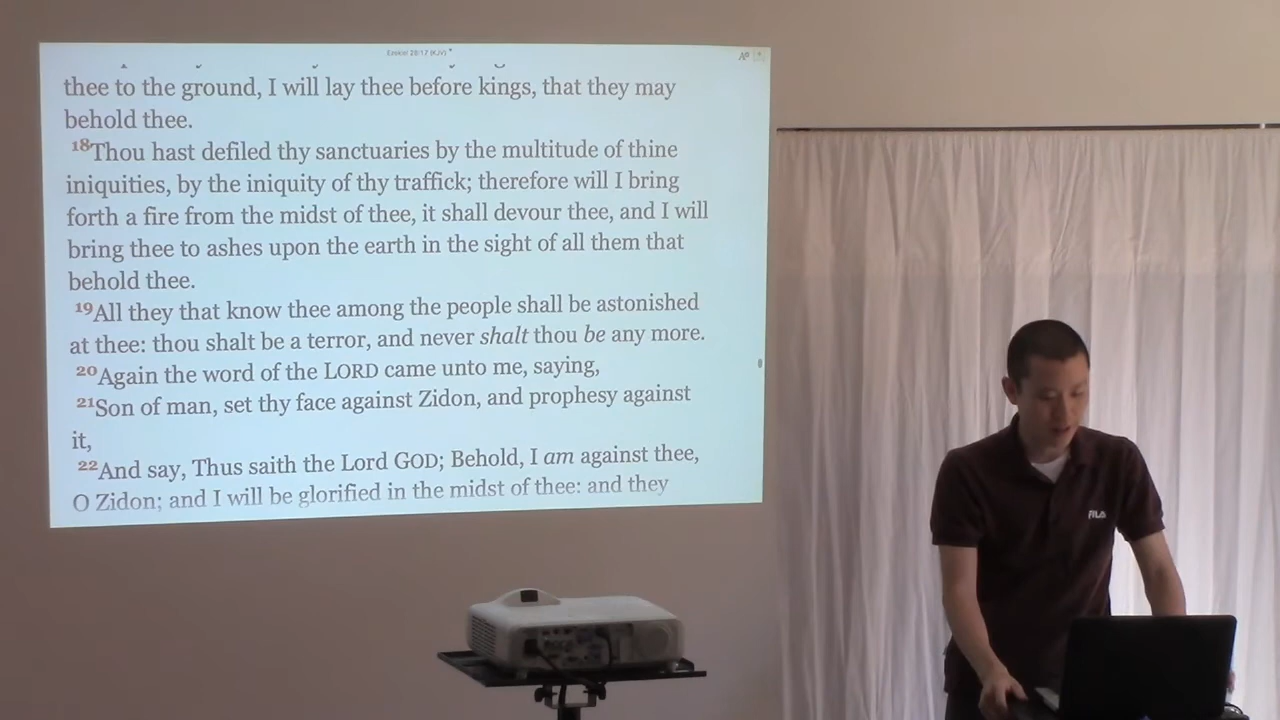 Ezekiel 28:17 (KJV)
thee to the ground, I will lay thee before kings, that they may
behold thee.
18Thou hast defiled thy sanctuaries by the multitude of thine
iniquities, by the iniquity of thy traffick; therefore will I bring
forth a fire from the midst of thee, it shall devour thee, and I will
bring thee to ashes upon the earth in the sight of all them that
behold thee.
19All they that know thee among the people shall be astonished
at thee: thou shalt be a terror, and never shalt thou be any more.
20Again the word of the LORD came unto me, saying,
21Son of man, set thy face against Zidon, and prophesy against
it,
22And say, Thus saith the Lord GOD; Behold, I am against thee,
O Zidon; and I will be glorified in the midst of thee: and they
FILA